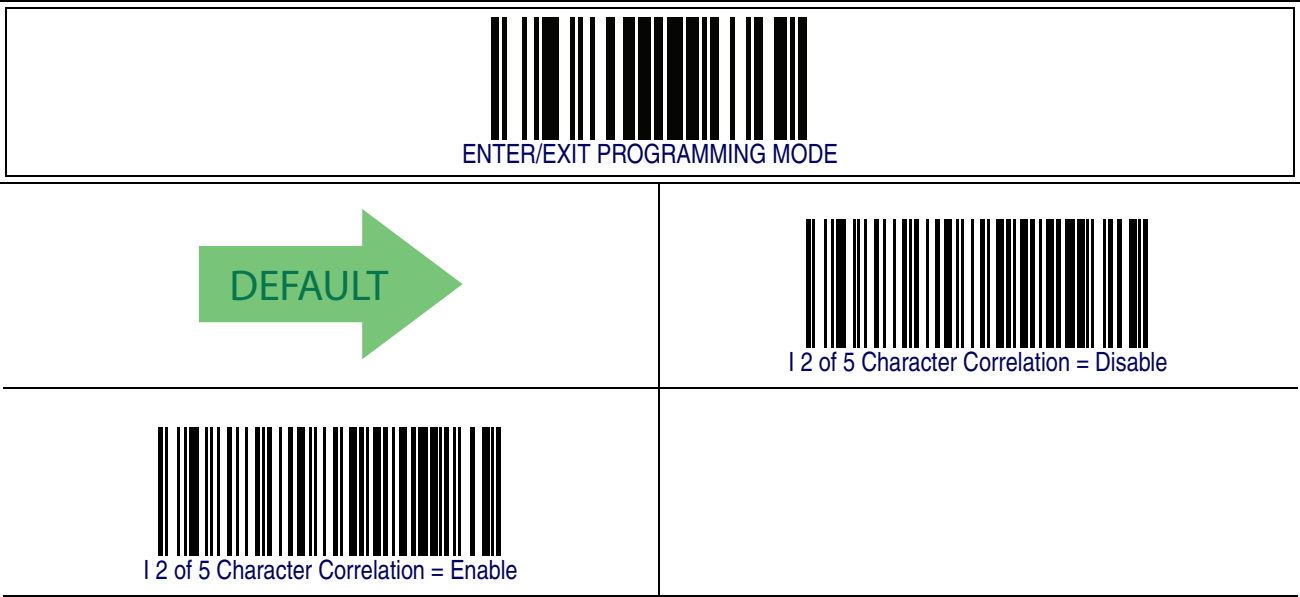 ENTER/EXIT PROGRAMMING MODE
DEFAULT
I 2 of 5 Character Correlation = Disable
I 2 of 5 Character Correlation = Enable